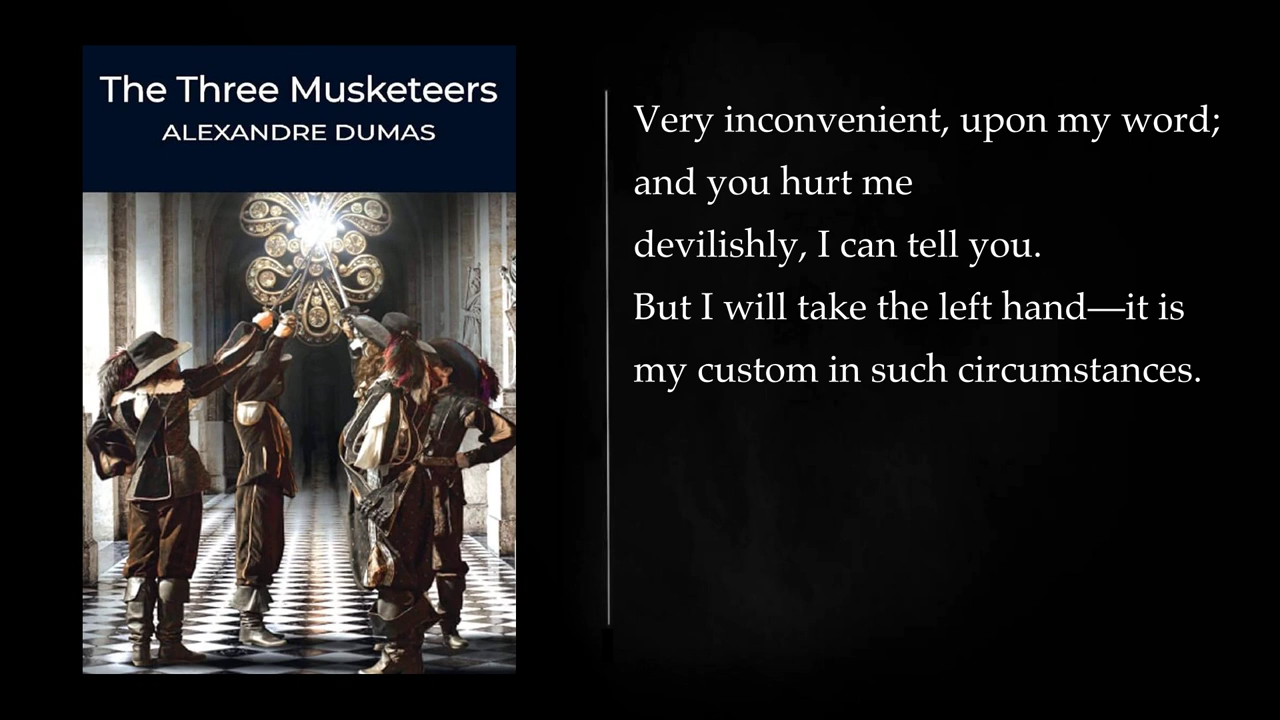 The Three Musketeers
ALEXANDRE DUMAS
Very inconvenient, upon my word;
and you hurt me
devilishly, I can tell you.
But I will take the left hand—it is
my custom in such circumstances.